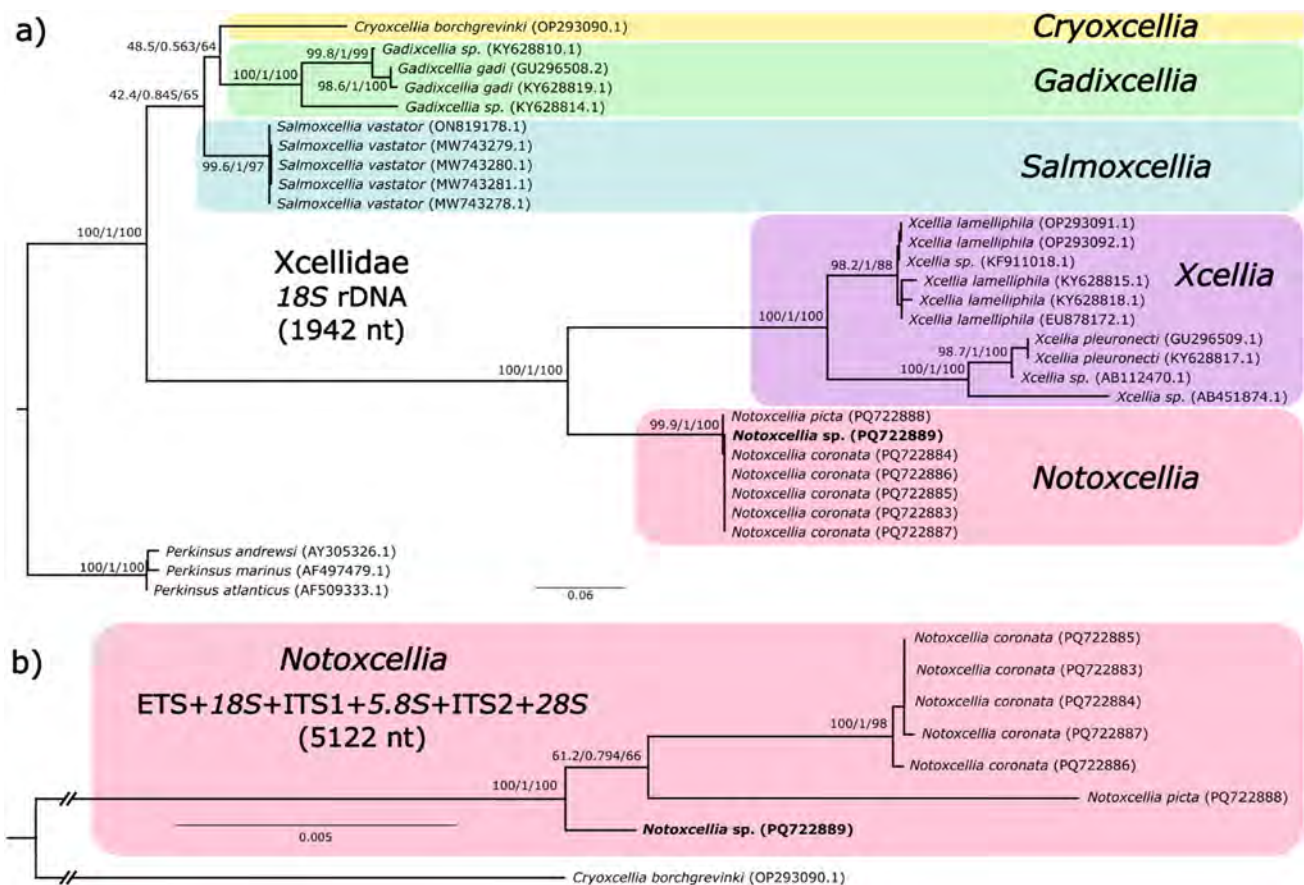 a)
Cryoxcellia borchgrevinki (OP293090.1)
Cryoxcellia
48.5/0.563/64
99.8/1/99
Gadixcellia sp. (KY628810.1)
Gadixcellia gadi (GU296508.2)
100/1/100
98.6/1/100
Gadixcellia gadi (KY628819.1)
Gadixcellia
42.4/0.845/65
Gadixcellia sp. (KY628814.1)
Salmoxcellia vastator (ON819178.1)
Salmoxcellia vastator (MW743279.1)
99.6/1/97
Salmoxcellia vastator (MW743280.1)
Salmoxcellia
Salmoxcellia vastator (MW743281.1)
Salmoxcellia vastator (MW743278.1)
100/1/100
Xcellidae
18S rDNA
(1942 nt)
Xcellia lamelliphila (OP293091.1)
Xcellia lamelliphila (OP293092.1)
98.2/1/88
Xcellia sp. (KF911018.1)
Xcellia
Xcellia lamelliphila (KY628815.1)
Xcellia lamelliphila (KY628818.1)
100/1/100
Xcellia lamelliphila (EU878172.1)
Xcellia pleuronecti (GU296509.1)
98.7/1/100
Xcellia pleuronecti (KY628817.1)
100/1/100
Xcellia sp. (AB112470.1)
100/1/100
Xcellia sp. (AB451874.1)
Notoxcellia picta (PQ722888)
99.9/1/100
Notoxcellia sp. (PQ722889)
Notoxcellia coronata (PQ722884)
Notoxcellia coronata (PQ722886)
Notoxcellia
Notoxcellia coronata (PQ722885)
Notoxcellia coronata (PQ722883)
Notoxcellia coronata (PQ722887)
Perkinsus andrewsi (AY305326.1)
100/1/100
Perkinsus marinus (AF497479.1)
Perkinsus atlanticus (AF509333.1)
0.06
b)
Notoxcellia
ETS+18S+ITS1+5.8S+ITS2+28S
(5122 nt)
Notoxcellia coronata (PQ722885)
Notoxcellia coronata (PQ722883)
Notoxcellia coronata (PQ722884)
100/1/98
Notoxcellia coronata (PQ722887)
61.2/0.794/66
Notoxcellia coronata (PQ722886)
100/1/100
Notoxcellia picta (PQ722888)
0.005
Notoxcellia sp. (PQ722889)
Cryoxcellia borchgrevinki (OP293090.1)